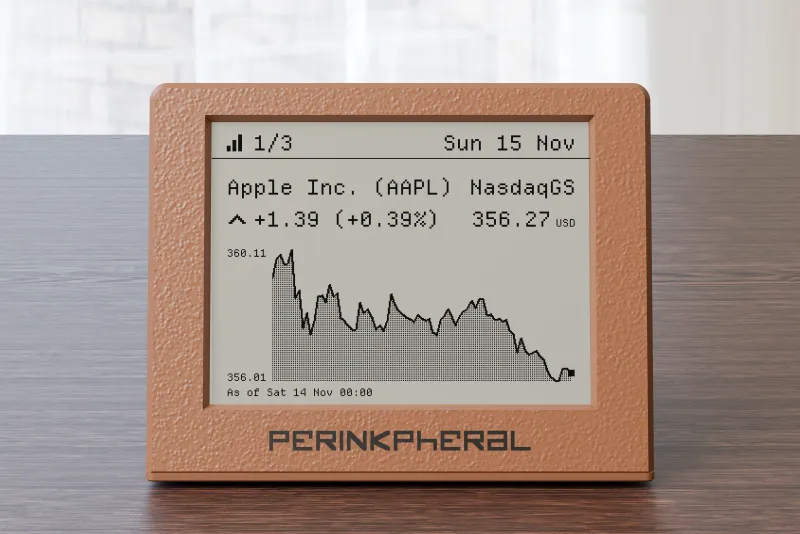 1/3 Sun 15 Nov
Apple Inc. (AAPL) NasdaqGS
+1.39 (+0.39%) 356.27 USD
360.11
356.01
As of Sat 14 Nov 00:00
PERINKPHERAL